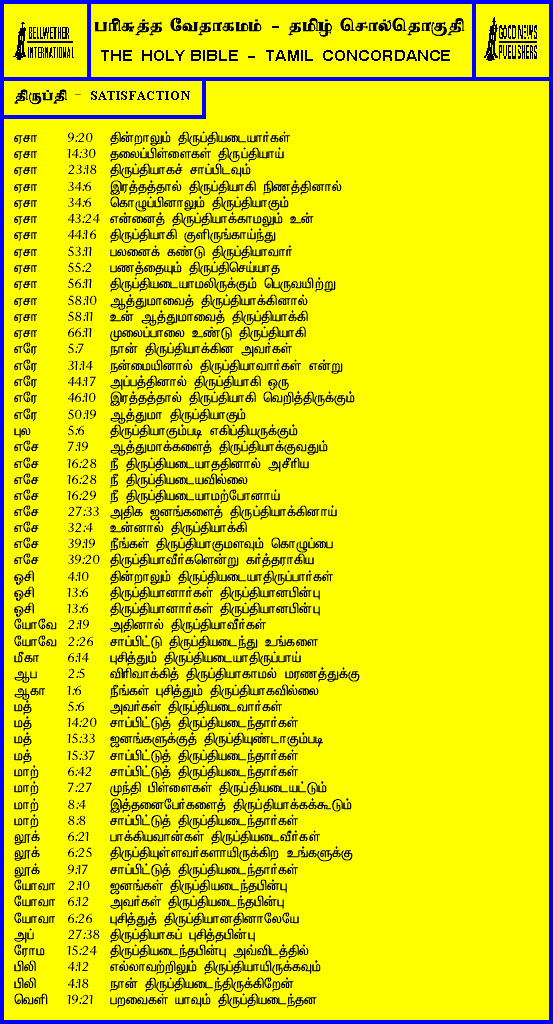 BELLWETHER
INTERNATIONAL
பரிசுத்த வேதாகமம் - தமிழ் சொல்தொகுதி
THE HOLY BIBLE - TAMIL CONCORDANCE
GOOD NEWS
PUBLISHERS
திருப்தி - SATISFACTION
ஏசா 9:20 தின்றாலும் திருப்தியடையார்கள்
ஏசா 14:30 தலைப்பிள்ளைகள் திருப்தியாய்
ஏசா 23:18 திருப்தியாகச் சாப்பிடவும்
ஏசா 34:6 இரத்தத்தால் திருப்தியாகி நிணத்தினால்
ஏசா 34:6 கொழுப்பினாலும் திருப்தியாகும்
ஏசா 43:24 என்னைத் திருப்தியாக்காமலும் உன்
ஏசா 44:16 திருப்தியாகி குளிருங்காய்ந்து
ஏசா 53:11 பலனைக் கண்டு திருப்தியாவார்
ஏசா 55:2 பணத்தையும் திருப்திசெய்யாத
ஏசா 56:11 திருப்தியடையாமலிருக்கும் பெருவயிற்று
ஏசா 58:10 ஆத்துமாவைத் திருப்தியாக்கினால்
ஏசா 58:11 உன் ஆத்துமாவைத் திருப்தியாக்கி
ஏசா 66:11 முலைப்பாலை உண்டு திருப்தியாகி
எரே 5:7 நான் திருப்தியாக்கின அவர்கள்
எரே 31:14 நன்மையினால் திருப்தியாவார்கள் என்று
எரே 44:17 அப்பத்தினால் திருப்தியாகி ஒரு
எரே 46:10 இரத்தத்தால் திருப்தியாகி வெறித்திருக்கும்
எரே 50:19 ஆத்துமா திருப்தியாகும்
புல 5:6 திருப்தியாகும்படி எகிப்தியருக்கும்
எசே 7:19 ஆத்துமாக்களைத் திருப்தியாக்குவதும்
எசே 16:28 நீ திருப்தியடையாததினால் அசீரிய
எசே 16:28 நீ திருப்தியடையவில்லை
எசே 16:29 நீ திருப்தியடையாமற்போனாய்
எசே 27:33 அதிக ஜனங்களைத் திருப்தியாக்கினாய்
எசே 32:4 உன்னால் திருப்தியாக்கி
எசே 39:19 நீங்கள் திருப்தியாகுமளவும் கொழுப்பை
எசே 39:20 திருப்தியாவீர்களென்று கர்த்தராகிய
ஓசி 4:10 தின்றாலும் திருப்தியடையாதிருப்பார்கள்
ஓசி 13:6 திருப்தியானார்கள் திருப்தியானபின்பு
ஓசி 13:6 திருப்தியானார்கள் திருப்தியானபின்பு
யோவே 2:19 அதினால் திருப்தியாவீர்கள்
யோவே 2:26 சாப்பிட்டு திருப்தியடைந்து உங்களை
மீகா 6:14 புசித்தும் திருப்தியடையாதிருப்பாய்
ஆப 2:5 விரிவாக்கித் திருப்தியாகாமல் மரணத்துக்கு
ஆகா 1:6 நீங்கள் புசித்தும் திருப்தியாகவில்லை
மத் 5:6 அவர்கள் திருப்தியடைவார்கள்
மத் 14:20 சாப்பிட்டுத் திருப்தியடைந்தார்கள்
மத் 15:33 ஜனங்களுக்குத் திருப்தியுண்டாகும்படி
மத் 15:37 சாப்பிட்டுத் திருப்தியடைந்தார்கள்
மாற் 6:42 சாப்பிட்டுத் திருப்தியடைந்தார்கள்
மாற் 7:27 முந்தி பிள்ளைகள் திருப்தியடையட்டும்
மாற் 8:4 இத்தனைபேர்களைத் திருப்தியாக்கக்கூடும்
மாற் 8:8 சாப்பிட்டுத் திருப்தியடைந்தார்கள்
லூக் 6:21 பாக்கியவான்கள் திருப்தியடைவீர்கள்
லூக் 6:25 திருப்தியுள்ளவர்களாயிருக்கிற உங்களுக்கு
லூக் 9:17 சாப்பிட்டுத் திருப்தியடைந்தார்கள்
யோவா 2:10 ஜனங்கள் திருப்தியடைந்தபின்பு
யோவா 6:12 அவர்கள் திருப்தியடைந்தபின்பு
யோவா 6:26 புசித்துத் திருப்தியானதினாலேயே
அப் 27:38 திருப்தியாகப் புசித்தபின்பு
ரோம 15:24 திருப்தியடைந்தபின்பு அவ்விடத்தில்
பிலி 4:12 எல்லாவற்றிலும் திருப்தியாயிருக்கவும்
பிலி 4:18 நான் திருப்தியடைந்திருக்கிறேன்
வெளி 19:21 பறவைகள் யாவும் திருப்தியடைந்தன